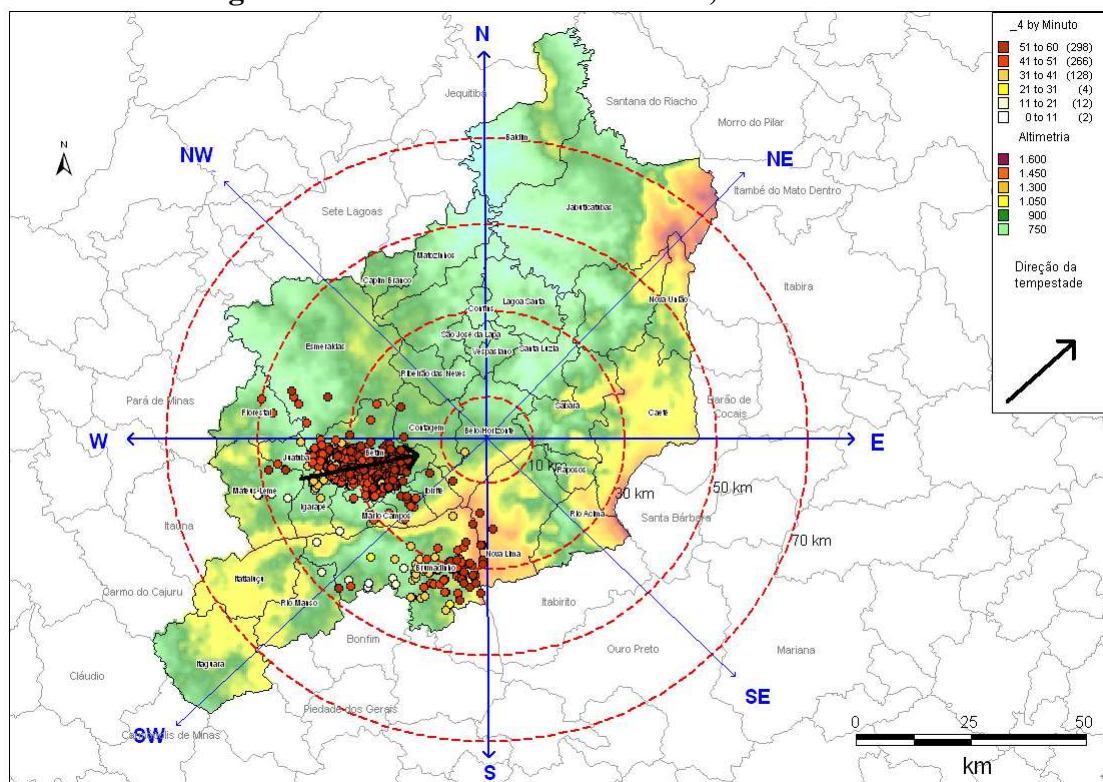 N
_4 by Minuto
51 to 60 (298)
41 to 51 (266)
31 to 41 (128)
21 to 31 (4)
11 to 21 (12)
0 to 11 (2)
Altimetria
1.600
1.450
1.300
1.050
900
750
Direção da
tempestade
Jequitibá
Santana do Riacho
Morro do Pilar
Baldim
N
NW
NE
Itambé do Mato Dentro
Sete Lagoas
Jaboticatubas
Matozinhos
Capim Branco
Itabira
Lagoa Santa
Nova União
Confins
São José da Lapa
Esmeraldas
Vespasiano
Santa Luzia
Ribeirão das Neves
Pará de Minas
Florestal
Sabará
Caeté
Barão de
Cocais
Contagem
Belo Horizonte
W
E
Juatuba
Betim
10 km
Raposos
Mateus Leme
Ibirité
30 km
50 km
Igarapé
Mário Campos
Rio Acima
Santa Bárbara
Itaúna
70 km
Nova Lima
Brumadinho
Itatiaiuçu
Carmo do Cajuru
Rio Manso
Itabirito
Bonfim
Ouro Preto
Mariana
Itaguara
Cláudio
SE
Piedade dos Gerais
SW
de Minas
S
0 25 50
km